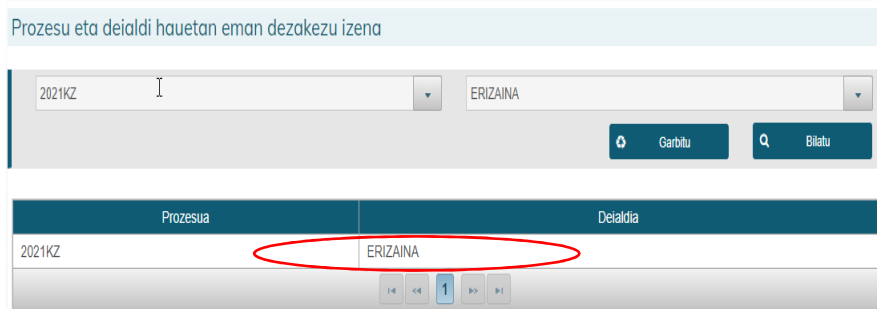 Prozesu eta deialdi hauetan eman dezakezu izena
2021KZ ERIZAINA
Garbitu Bilatu
Prozesua Deialdia
2021KZ ERIZAINA
1